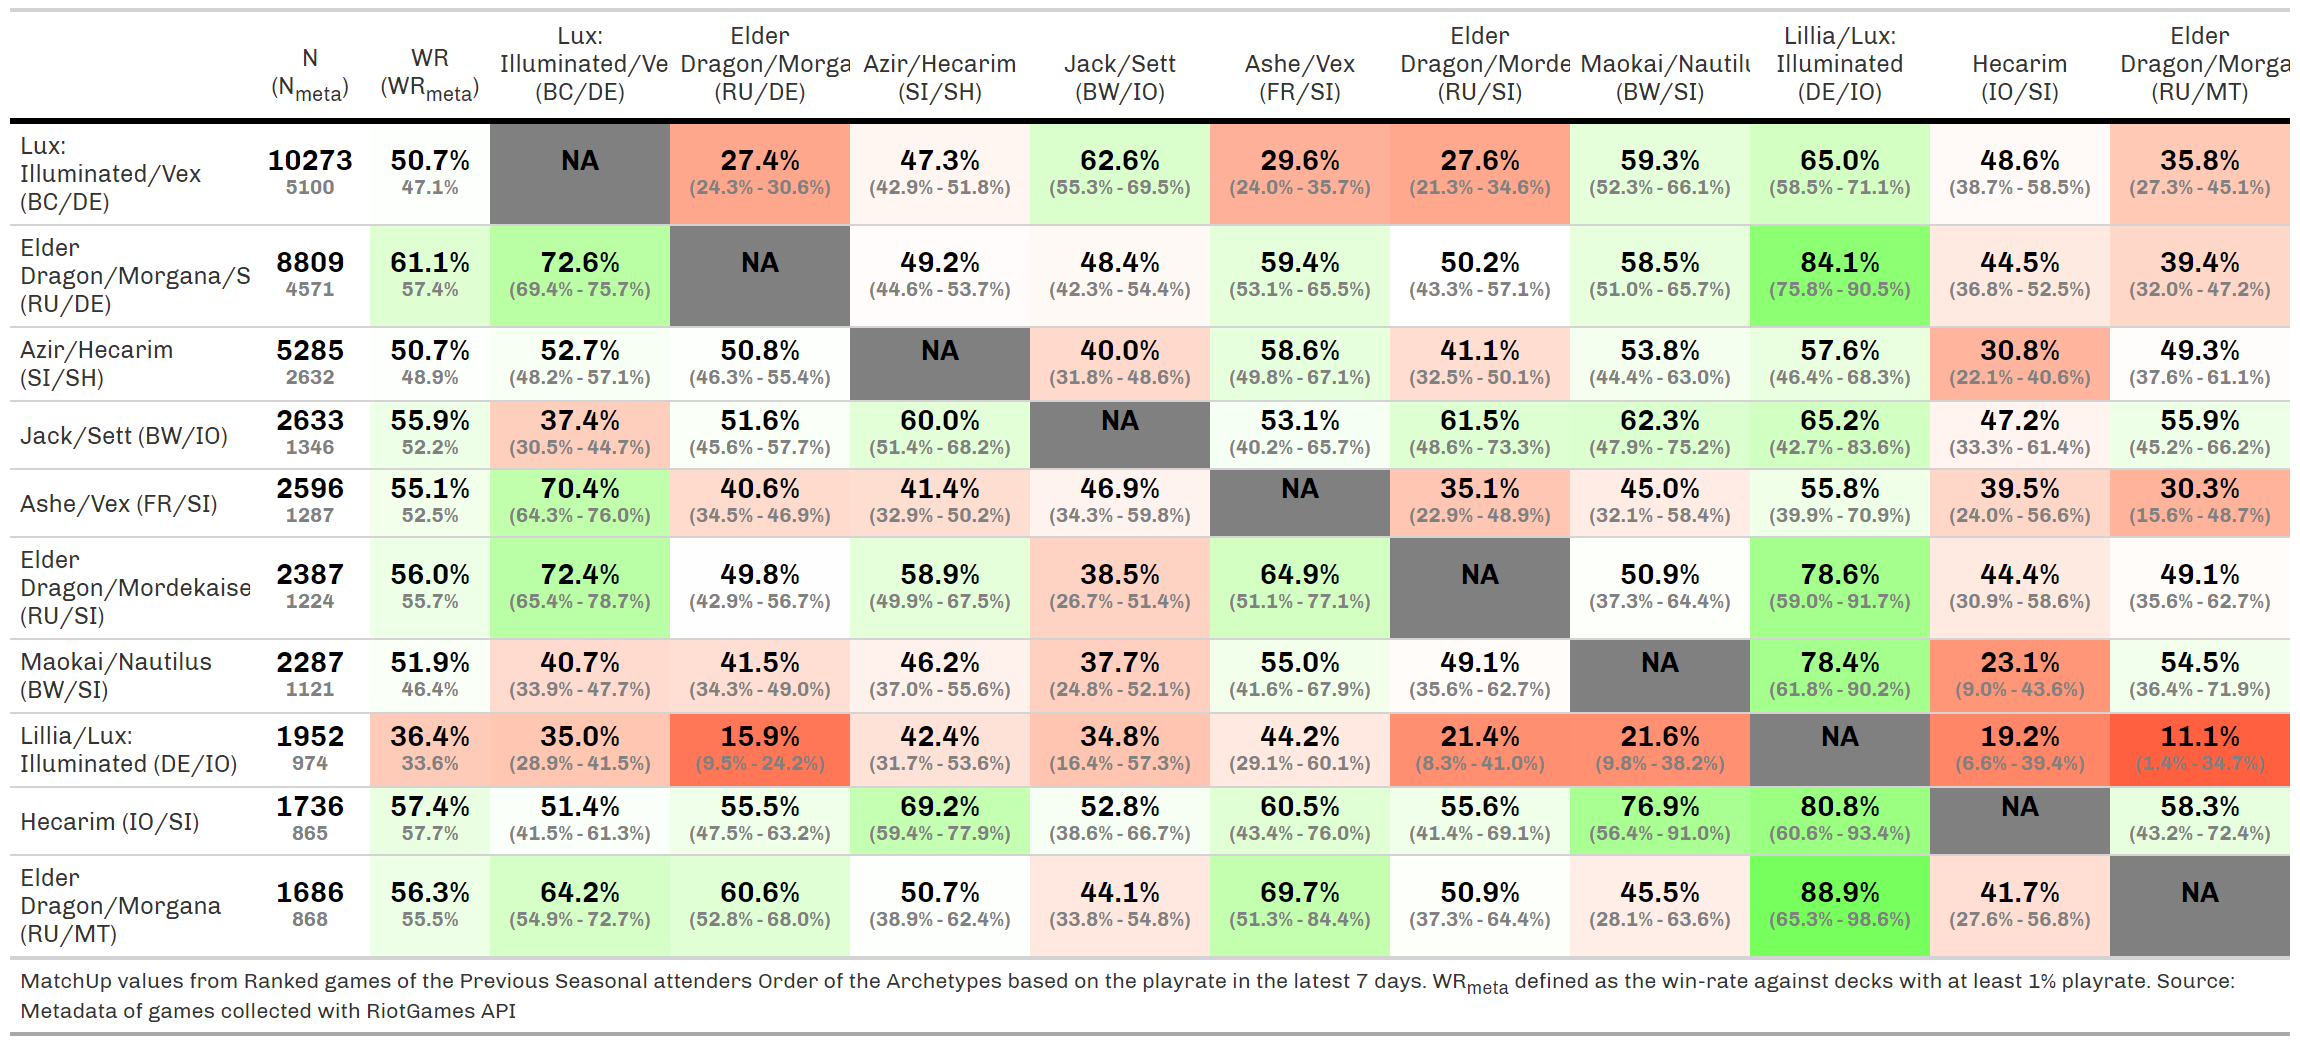 N (Nmeta) WR (WRmeta) Lux: Illuminated/Ve (BC/DE) Elder Dragon/Morga (RU/DE) Azir/Hecarim (SI/SH) Jack/Sett (BW/IO) Ashe/Vex (FR/SI) Elder Dragon/Morde (RU/SI) Maokai/Nautilu (BW/SI) Lillia/Lux: Illuminated (DE/IO) Hecarim (IO/SI) Elder Dragon/Morga (RU/MT)
Lux: Illuminated/Vex (BC/DE) 10273 50.7% NA 27.4% 47.3% 62.6% 29.6% 27.6% 59.3% 65.0% 48.6% 35.8%
5100 47.1% (24.3% - 30.6%) (42.9% - 51.8%) (55.3% - 69.5%) (24.0% - 35.7%) (21.3% - 34.6%) (52.3% - 66.1%) (58.5% - 71.1%) (38.7% - 58.5%) (27.3% - 45.1%)
Elder Dragon/Morgana/S (RU/DE) 8809 61.1% 72.6% NA 49.2% 48.4% 59.4% 50.2% 58.5% 84.1% 44.5% 39.4%
4571 57.4% (69.4% - 75.7%) (44.6% - 53.7%) (42.3% - 54.4%) (53.1% - 65.5%) (43.3% - 57.1%) (51.0% - 65.7%) (75.8% - 90.5%) (36.8% - 52.5%) (32.0% - 47.2%)
Azir/Hecarim (SI/SH) 5285 50.7% 52.7% 50.8% NA 40.0% 58.6% 41.1% 53.8% 57.6% 30.8% 49.3%
2632 48.9% (48.2% - 57.1%) (46.3% - 55.4%) (31.8% - 48.6%) (49.8% - 67.1%) (32.5% - 50.1%) (44.4% - 63.0%) (46.4% - 68.3%) (22.1% - 40.6%) (37.6% - 61.1%)
Jack/Sett (BW/IO) 2633 55.9% 37.4% 51.6% 60.0% NA 53.1% 61.5% 62.3% 65.2% 47.2% 55.9%
1346 52.2% (30.5% - 44.7%) (45.6% - 57.7%) (51.4% - 68.2%) (40.2% - 65.7%) (48.6% - 73.3%) (47.9% - 75.2%) (42.7% - 83.6%) (33.3% - 61.4%) (45.2% - 66.2%)
Ashe/Vex (FR/SI) 2596 55.1% 70.4% 40.6% 41.4% 46.9% NA 35.1% 45.0% 55.8% 39.5% 30.3%
1287 52.5% (64.3% - 76.0%) (34.5% - 46.9%) (32.9% - 50.2%) (34.3% - 59.8%) (22.9% - 48.9%) (32.1% - 58.4%) (39.9% - 70.9%) (24.0% - 56.6%) (15.6% - 48.7%)
Elder Dragon/Mordekaise (RU/SI) 2387 56.0% 72.4% 49.8% 58.9% 38.5% 64.9% NA 50.9% 78.6% 44.4% 49.1%
1224 55.7% (65.4% - 78.7%) (42.9% - 56.7%) (49.9% - 67.5%) (26.7% - 51.4%) (51.1% - 77.1%) (37.3% - 64.4%) (59.0% - 91.7%) (30.9% - 58.6%) (35.6% - 62.7%)
Maokai/Nautilus (BW/SI) 2287 51.9% 40.7% 41.5% 46.2% 37.7% 55.0% 49.1% NA 78.4% 23.1% 54.5%
1121 46.4% (33.9% - 47.7%) (34.3% - 49.0%) (37.0% - 55.6%) (24.8% - 52.1%) (41.6% - 67.9%) (35.6% - 62.7%) (61.8% - 90.2%) (9.0% - 43.6%) (36.4% - 71.9%)
Lillia/Lux: Illuminated (DE/IO) 1952 36.4% 35.0% 15.9% 42.4% 34.8% 44.2% 21.4% 21.6% NA 19.2% 11.1%
974 33.6% (28.9% - 41.5%) (9.5% - 24.2%) (31.7% - 53.6%) (16.4% - 57.3%) (29.1% - 60.1%) (8.3% - 41.0%) (9.8% - 38.2%) (6.6% - 39.4%) (1.4% - 34.7%)
Hecarim (IO/SI) 1736 57.4% 51.4% 55.5% 69.2% 52.8% 60.5% 55.6% 76.9% 80.8% NA 58.3%
865 57.7% (41.5% - 61.3%) (47.5% - 63.2%) (59.4% - 77.9%) (38.6% - 66.7%) (43.4% - 76.0%) (41.4% - 69.1%) (56.4% - 91.0%) (60.6% - 93.4%) (43.2% - 72.4%)
Elder Dragon/Morgana (RU/MT) 1686 56.3% 64.2% 60.6% 50.7% 44.1% 69.7% 50.9% 45.5% 88.9% 41.7% NA
868 55.5% (54.9% - 72.7%) (52.8% - 68.0%) (38.9% - 62.4%) (33.8% - 54.8%) (51.3% - 84.4%) (37.3% - 64.4%) (28.1% - 63.6%) (65.3% - 98.6%) (27.6% - 56.8%)
MatchUp values from Ranked games of the Previous Seasonal attenders Order of the Archetypes based on the playrate in the latest 7 days. WRmeta defined as the win-rate against decks with at least 1% playrate. Source:
Metadata of games collected with RiotGames API